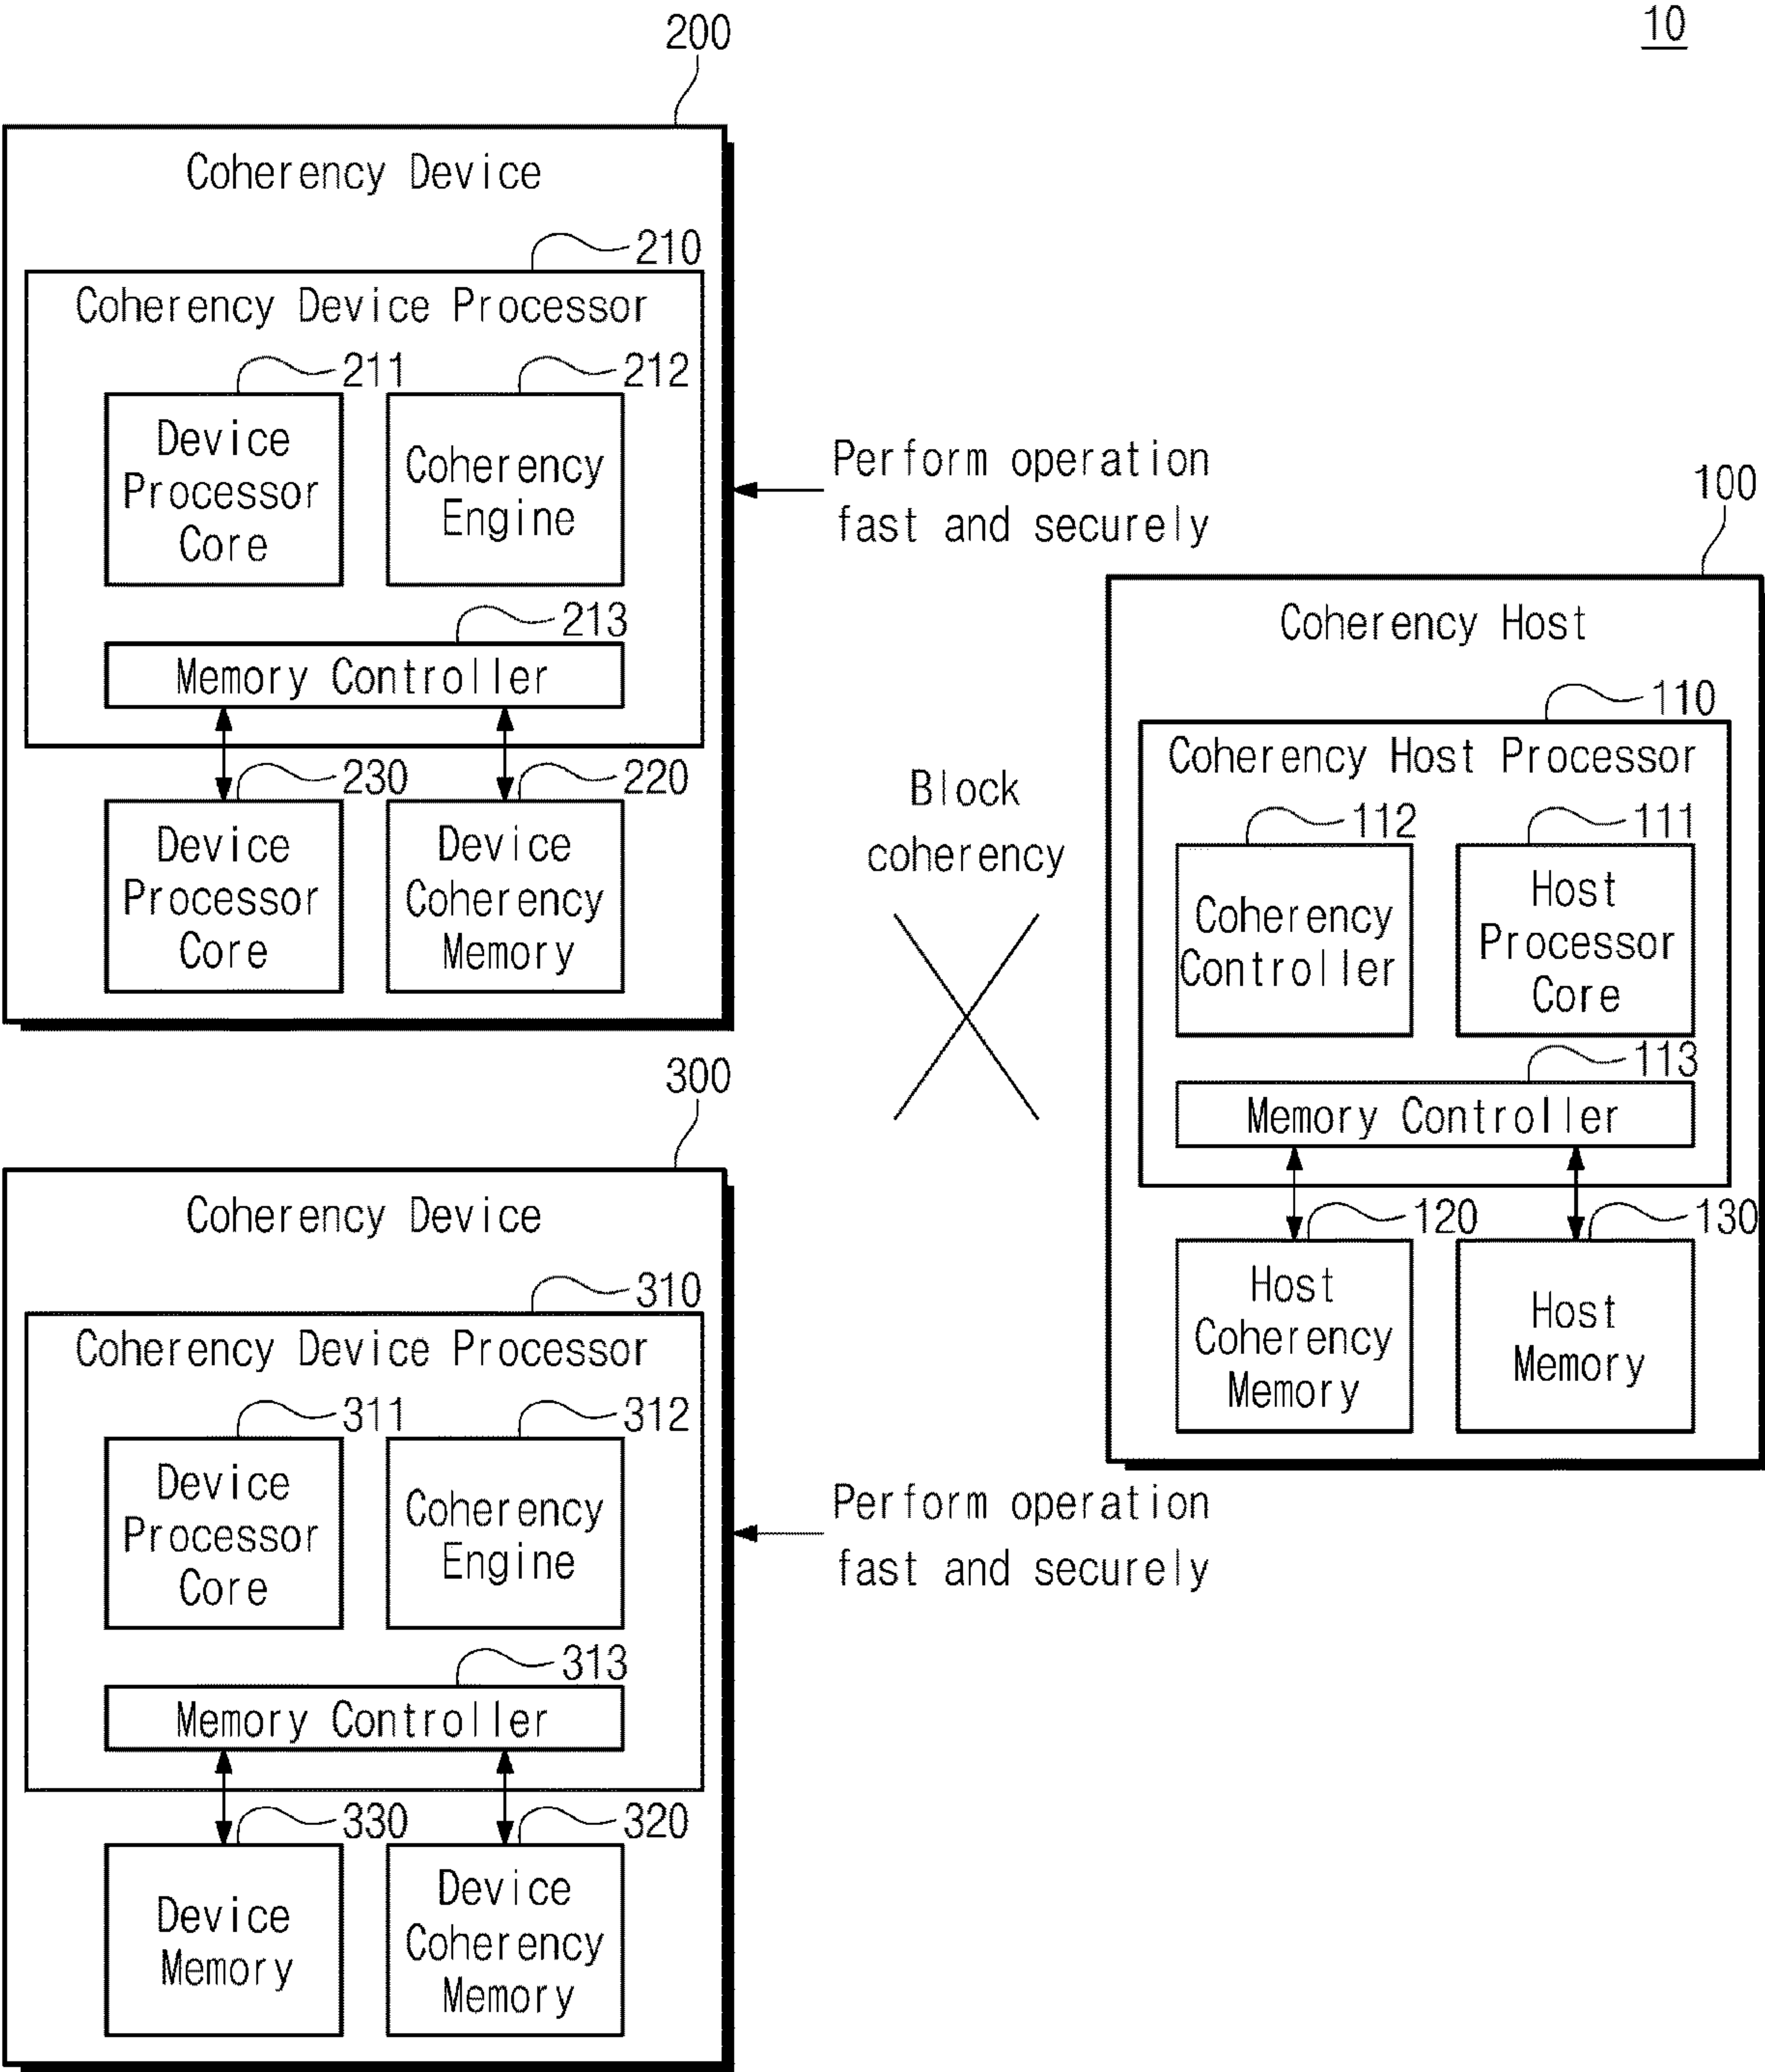 10
200
Coherency Device
210
Coherency Device Processor
211
212
Device
Processor
Core
Coherency
Engine
213
Memory Controller
230
220
Device
Processor
Core
Device
Coherency
Memory
Perform operation
fast and securely
Block
coherency
100
Coherency Host
110
Coherency Host Processor
112
111
Coherency
Controller
Host
Processor
Core
113
Memory Controller
120
130
Host
Coherency
Memory
Host
Memory
300
Coherency Device
310
Coherency Device Processor
311
312
Device
Processor
Core
Coherency
Engine
313
Memory Controller
330
320
Device
Memory
Device
Coherency
Memory
Perform operation
fast and securely